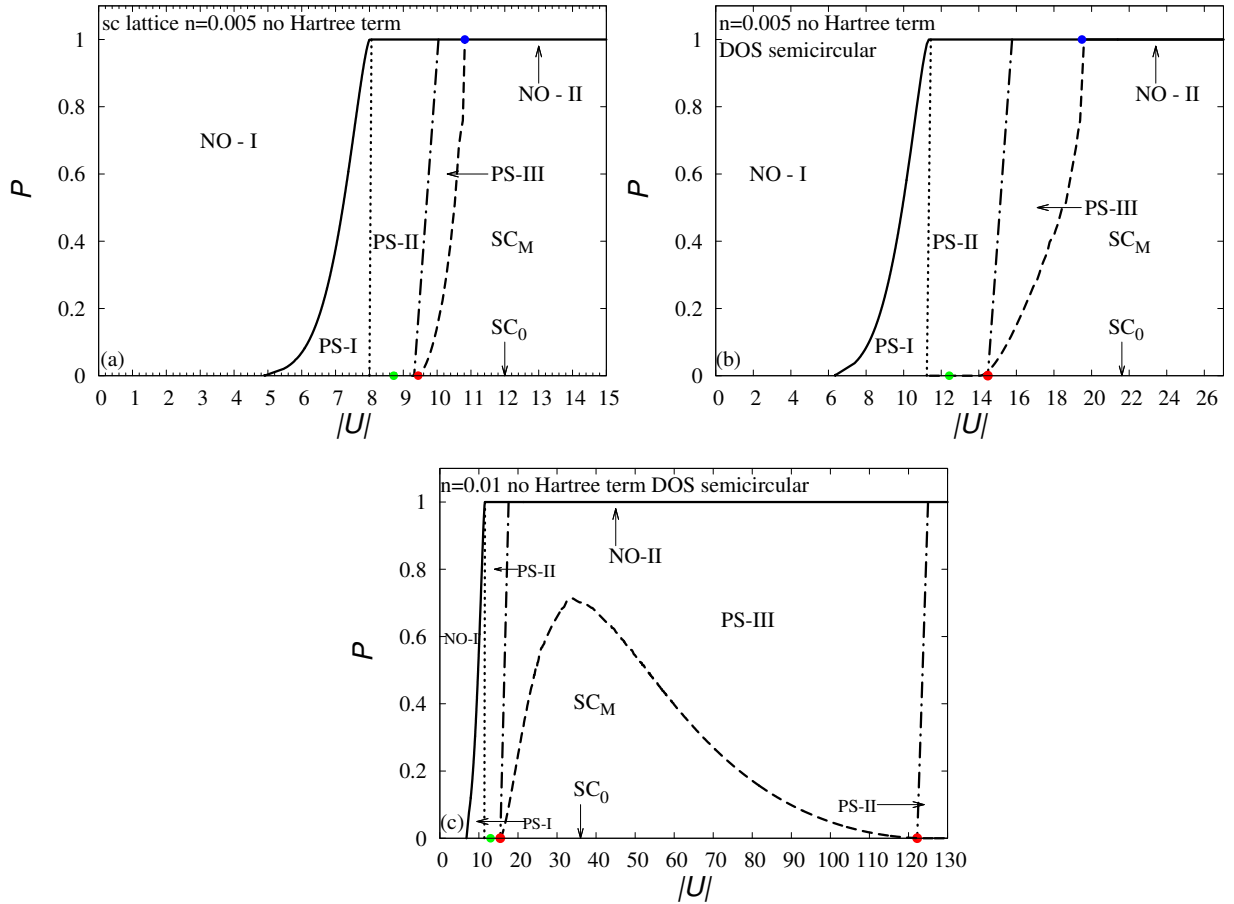 sc lattice n=0.005 no Hartree term
1
0.8
0.6
0.4
0.2
0
P
NO - I
NO - II
PS-III
PS-II
SC_M
SC_0
PS-I
(a)
0 1 2 3 4 5 6 7 8 9 10 11 12 13 14 15
|U|
n=0.005 no Hartree term
DOS semicircular
1
0.8
0.6
0.4
0.2
0
P
NO - II
NO - I
PS-III
PS-II
SC_M
SC_0
PS-I
(b)
0 2 4 6 8 10 12 14 16 18 20 22 24 26
|U|
n=0.01 no Hartree term DOS semicircular
1
0.8
0.6
0.4
0.2
0
P
NO-II
PS-II
NO-I
PS-III
SC_M
SC_0
PS-II
PS-I
(c)
0 10 20 30 40 50 60 70 80 90 100 110 120 130
|U|